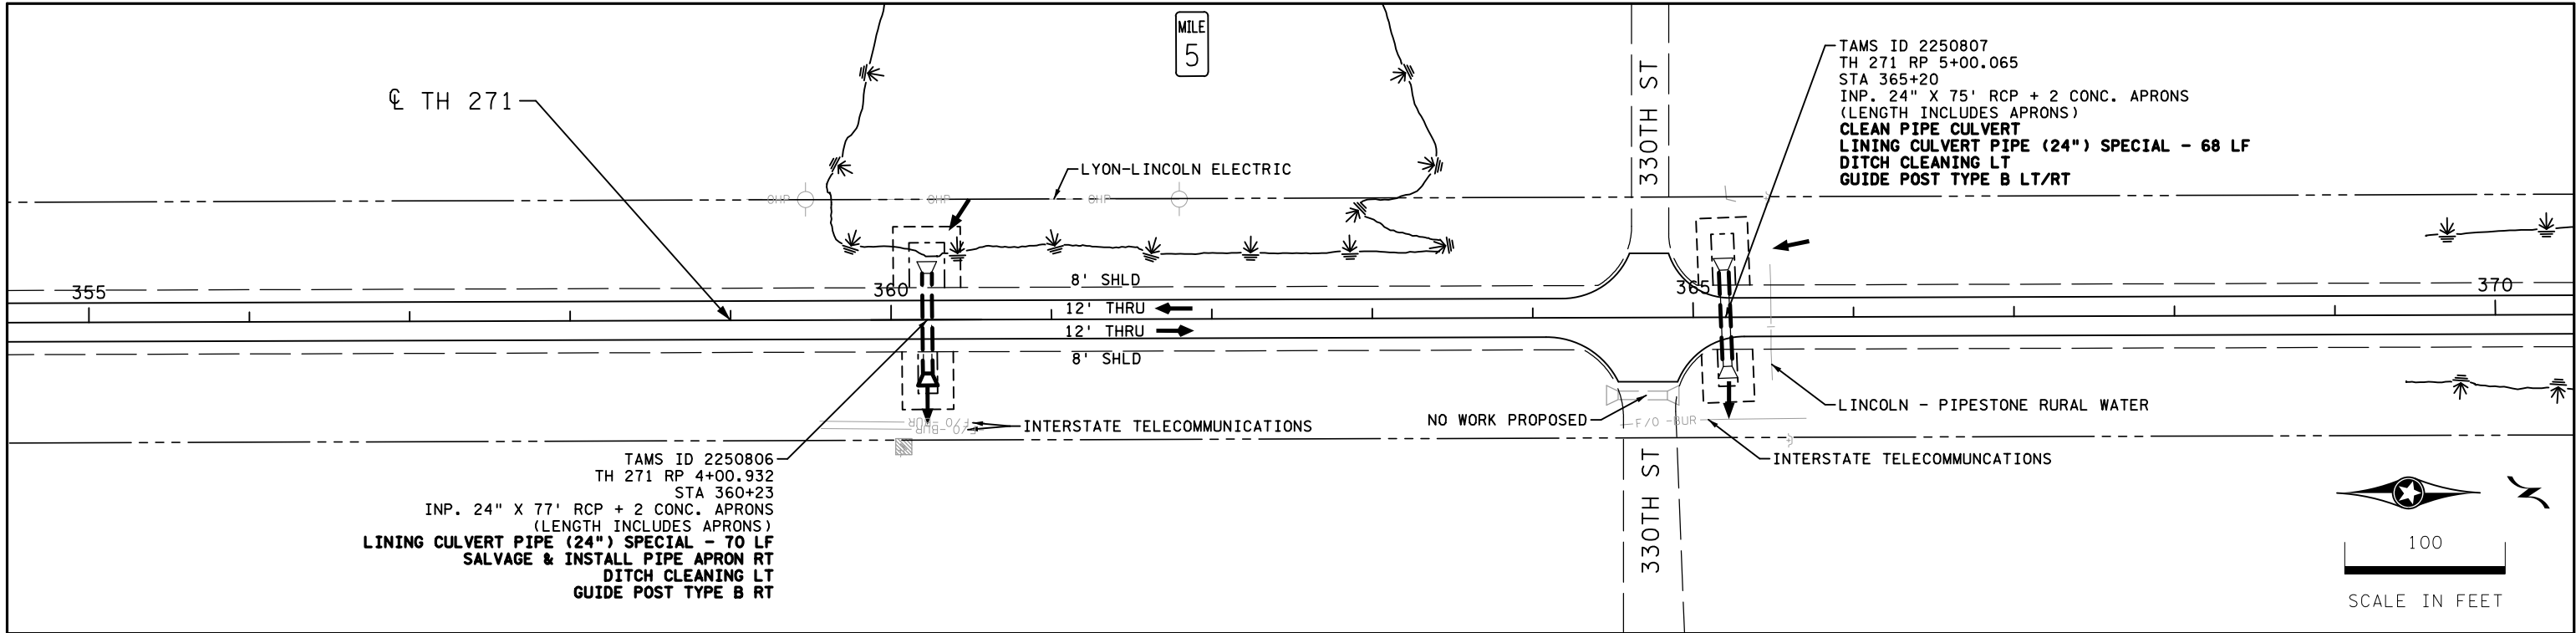 MILE
5
℄ TH 271
TAMS ID 2250807
TH 271 RP 5+00.065
STA 365+20
INP. 24" X 75' RCP + 2 CONC. APRONS
(LENGTH INCLUDES APRONS)
CLEAN PIPE CULVERT
LINING CULVERT PIPE (24") SPECIAL - 68 LF
DITCH CLEANING LT
GUIDE POST TYPE B LT/RT
330TH ST
LYON-LINCOLN ELECTRIC
OHP
OHP
OHP
8' SHLD
355
360
365
370
12' THRU
12' THRU
8' SHLD
LINCOLN - PIPESTONE RURAL WATER
NO WORK PROPOSED
F/O -BUR
F/O -BUR
F/O -BUR
INTERSTATE TELECOMMUNICATIONS
INTERSTATE TELECOMMUNCATIONS
330TH ST
TAMS ID 2250806
TH 271 RP 4+00.932
STA 360+23
INP. 24" X 77' RCP + 2 CONC. APRONS
(LENGTH INCLUDES APRONS)
LINING CULVERT PIPE (24") SPECIAL - 70 LF
SALVAGE & INSTALL PIPE APRON RT
DITCH CLEANING LT
GUIDE POST TYPE B RT
100
SCALE IN FEET